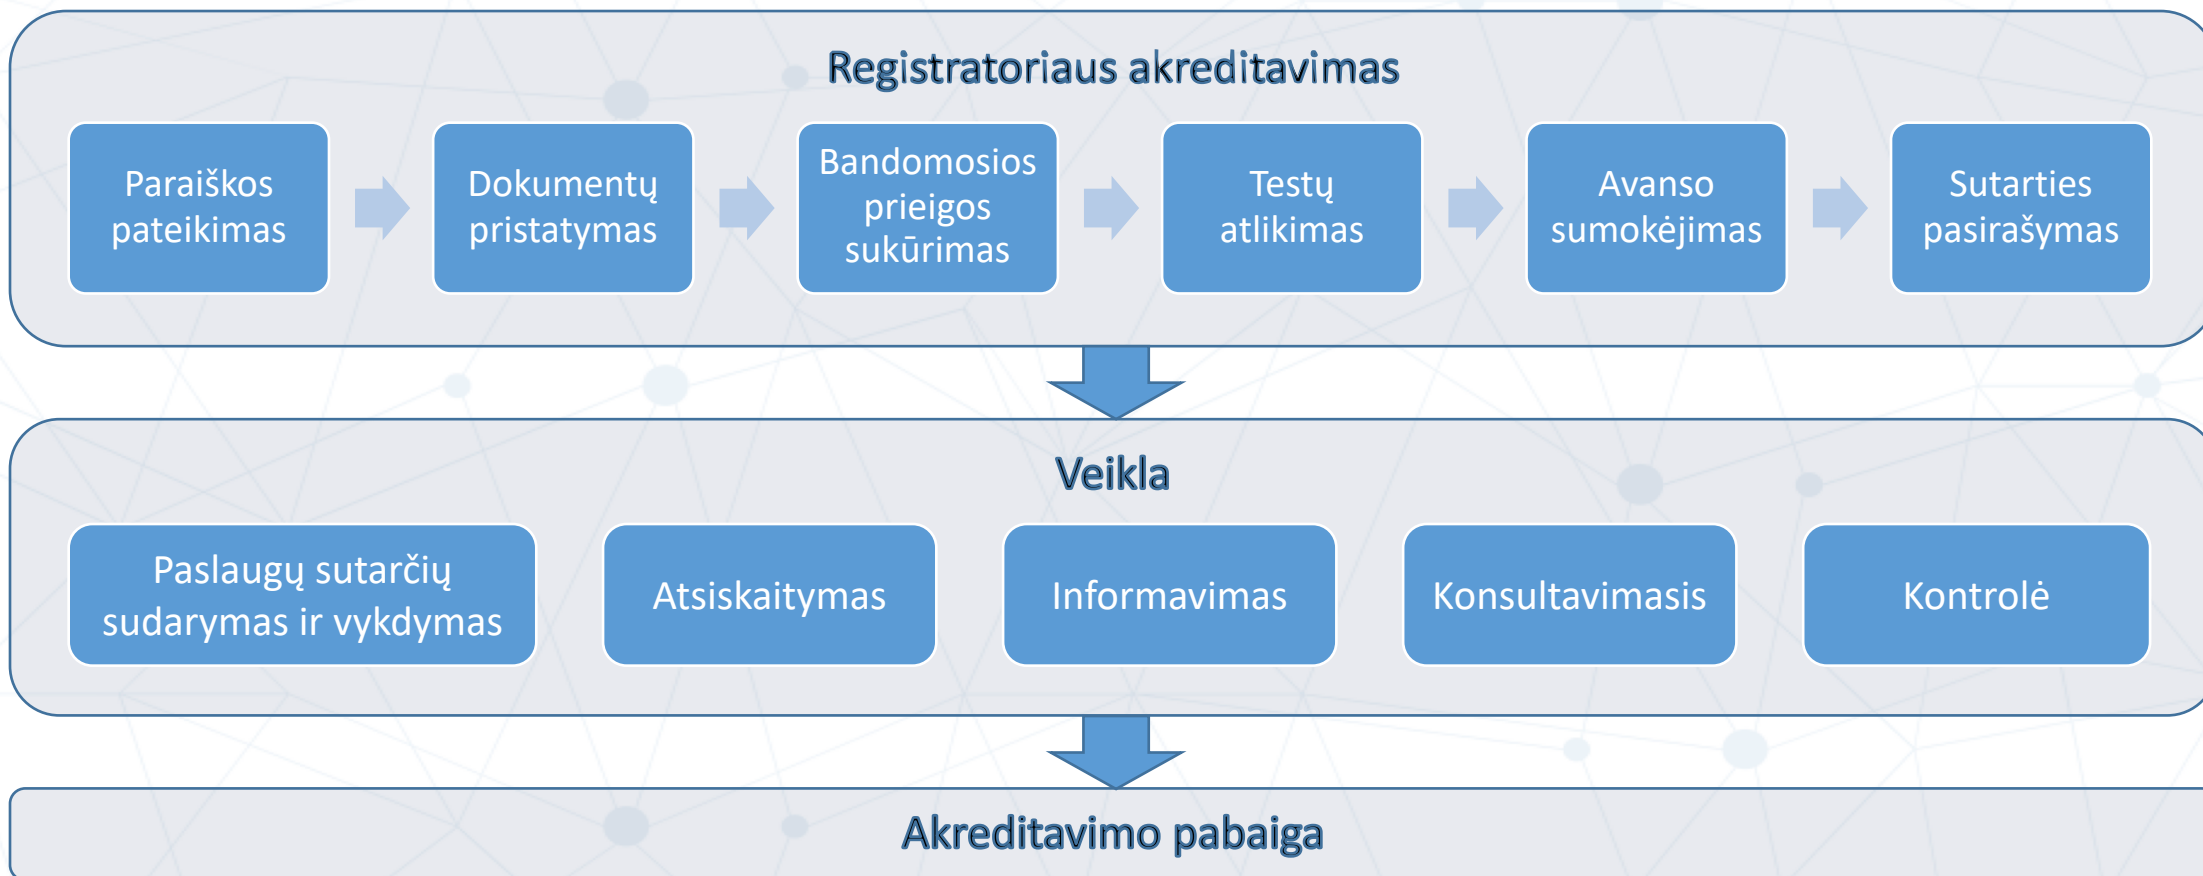 Registratoriaus akreditavimas
Paraiškos
pateikimas
Dokumentų
pristatymas
Bandomosios
prieigos
sukūrimas
Testų
atlikimas
Avanso
sumokėjimas
Sutarties
pasirašymas
Veikla
Paslaugų sutarčių
sudarymas ir vykdymas
Atsiskaitymas
Informavimas
Konsultavimasis
Kontrolė
Akreditavimo pabaiga